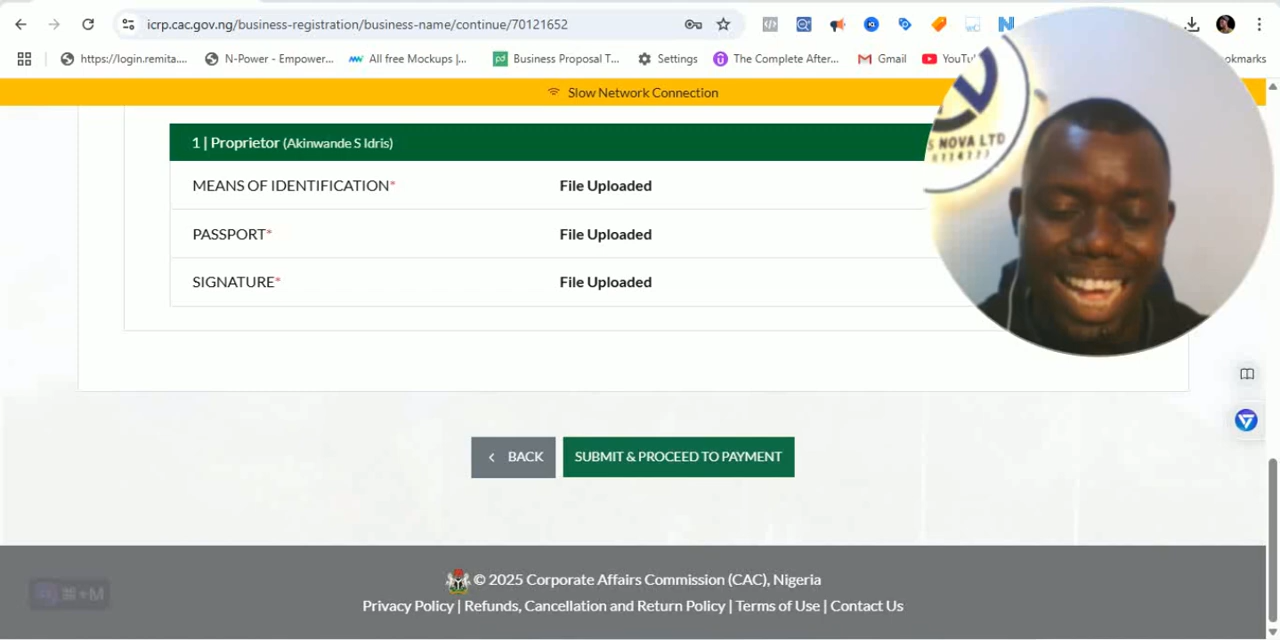 icrp.cac.gov.ng/business-registration/business-name/continue/70121652
https://login.remita.... N-Power - Empower... All free Mockups |... Business Proposal T... Settings The Complete After... Gmail YouTu okmarks
Slow Network Connection
1 | Proprietor (Akinwande S Idris)
S NOVA LTD
MEANS OF IDENTIFICATION* File Uploaded
PASSPORT* File Uploaded
SIGNATURE* File Uploaded
BACK SUBMIT & PROCEED TO PAYMENT
+M
© 2025 Corporate Affairs Commission (CAC), Nigeria
Privacy Policy | Refunds, Cancellation and Return Policy | Terms of Use | Contact Us